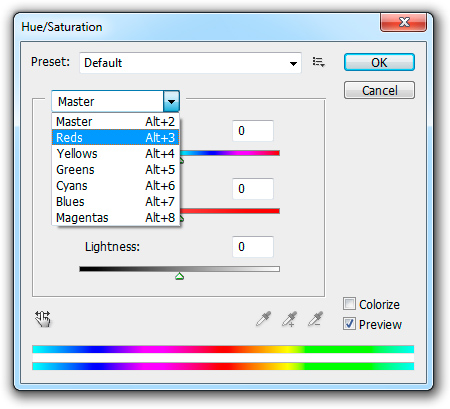 Hue/Saturation
Preset: Default OK
Cancel
Master
Master Alt+2
Reds Alt+3
Yellows Alt+4
Greens Alt+5
Cyans Alt+6
Blues Alt+7
Magentas Alt+8
0
0
Lightness: 0
Colorize
Preview